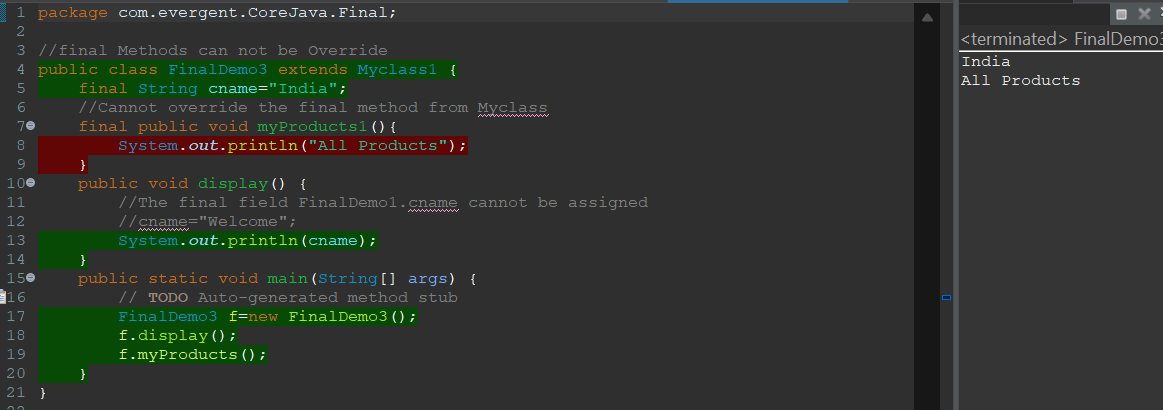 1 package com.evergent.CoreJava.Final;
2
3 //final Methods can not be Override
4 public class FinalDemo3 extends Myclass1 {
5     final String cname="India";
6     //Cannot override the final method from Myclass
7     final public void myProducts1(){
8         System.out.println("All Products");
9     }
10     public void display() {
11         //The final field FinalDemo1.cname cannot be assigned
12         //cname="Welcome";
13         System.out.println(cname);
14     }
15     public static void main(String[] args) {
16         // TODO Auto-generated method stub
17         FinalDemo3 f=new FinalDemo3();
18         f.display();
19         f.myProducts();
20     }
21 }
<terminated> FinalDemo3
India
All Products